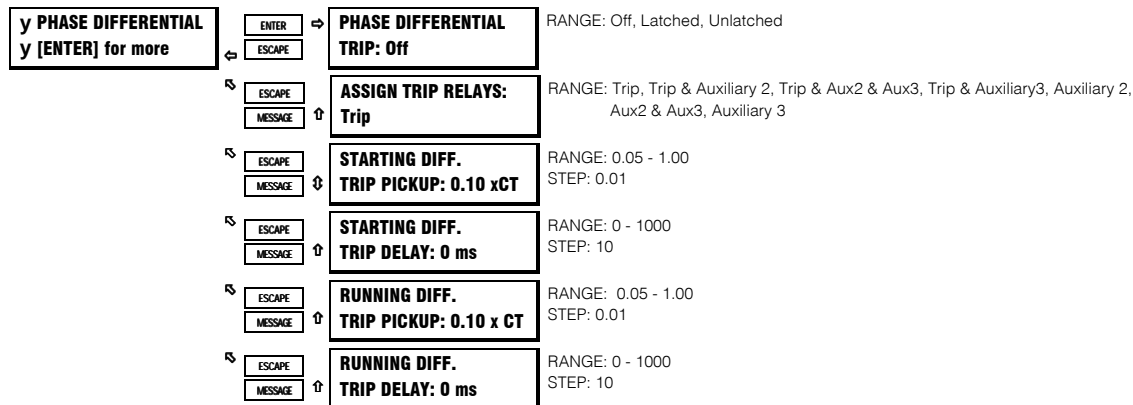 y PHASE DIFFERENTIAL
y [ENTER] for more
ENTER
ESCAPE
PHASE DIFFERENTIAL
TRIP: Off
RANGE: Off, Latched, Unlatched
ESCAPE
MESSAGE
ASSIGN TRIP RELAYS:
Trip
RANGE: Trip, Trip & Auxiliary 2, Trip & Aux2 & Aux3, Trip & Auxiliary3, Auxiliary 2,
Aux2 & Aux3, Auxiliary 3
ESCAPE
MESSAGE
STARTING DIFF.
TRIP PICKUP: 0.10 xCT
RANGE: 0.05 - 1.00
STEP: 0.01
ESCAPE
MESSAGE
STARTING DIFF.
TRIP DELAY: 0 ms
RANGE: 0 - 1000
STEP: 10
ESCAPE
MESSAGE
RUNNING DIFF.
TRIP PICKUP: 0.10 x CT
RANGE: 0.05 - 1.00
STEP: 0.01
ESCAPE
MESSAGE
RUNNING DIFF.
TRIP DELAY: 0 ms
RANGE: 0 - 1000
STEP: 10